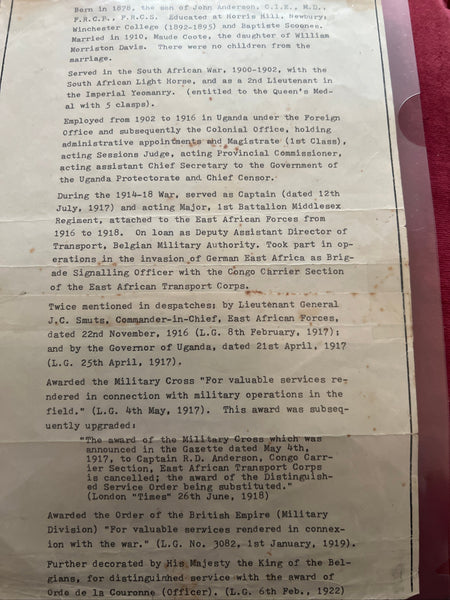 Born in 1878, the son of John Anderson, C.I.E., M.D.,
F.R.C.P., F.R.C.S. Educated at Horris Hill, Newbury;
Winchester College (1892-1895) and Baptiste Scounes.
Married in 1910, Maude Coote, the daughter of William
Morriston Davis. There were no children from the
marriage.
Served in the South African War, 1900-1902, with the
South African Light Horse, and as a 2nd Lieutenant in
the Imperial Yeomanry. (entitled to the Queen's Med-
al with 5 clasps).
Employed from 1902 to 1916 in Uganda under the Foreign
Office and subsequently the Colonial Office, holding
administrative appointments and Magistrate (1st Class),
acting Sessions Judge, acting Provincial Commissioner,
acting assistant Chief Secretary to the Government of
the Uganda Protectorate and Chief Censor.
During the 1914-18 War, served as Captain (dated 12th
July, 1917) and acting Major, 1st Battalion Middlesex
Regiment, attached to the East African Forces from
1916 to 1918. On loan as Deputy Assistant Director of
Transport, Belgian Military Authority. Took part in op-
erations in the invasion of German East Africa as Brig-
ade Signalling Officer with the Congo Carrier Section
of the East African Transport Corps.
Twice mentioned in despatches; by Lieutenant General
J.C. Smuts, Commander-in-Chief, East African Forces,
dated 22nd November, 1916 (L.G. 8th February, 1917);
and by the Governor of Uganda, dated 21st April, 1917
(L.G. 25th April, 1917).
Awarded the Military Cross "For valuable services re-
ndered in connection with military operations in the
field." (L.G. 4th May, 1917). This award was subseq-
uently upgraded:
"The award of the Military Cross which was
announced in the Gazette dated May 4th,
1917, to Captain R.D. Anderson, Congo Carr-
ier Section, East African Transport Corps
is cancelled; the award of the Distinguish-
ed Service Order being substituted."
(London "Times" 26th June, 1918)
Awarded the Order of the British Empire (Military
Division) "For valuable services rendered in connex-
ion with the war." (L.G. No. 3082, 1st January, 1919).
Further decorated by His Majesty the King of the Bel-
gians, for distinguished service with the award of
Orde de la Couronne (Officer). (L.G. 6th Feb., 1922)